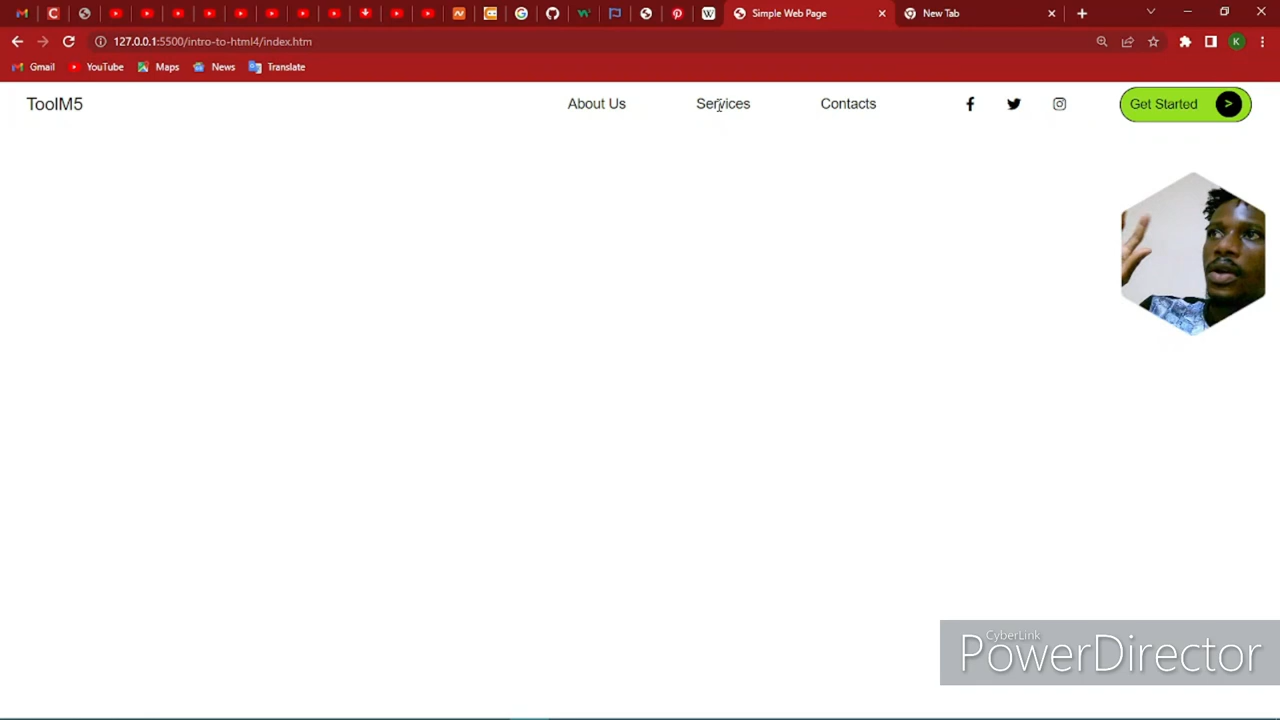 Simple Web Page
New Tab
127.0.0.1:5500/intro-to-html4/index.htm
K
Gmail
YouTube
Maps
News
Translate
ToolM5
About Us
Services
Contacts
Get Started >
CyberLink
PowerDirector